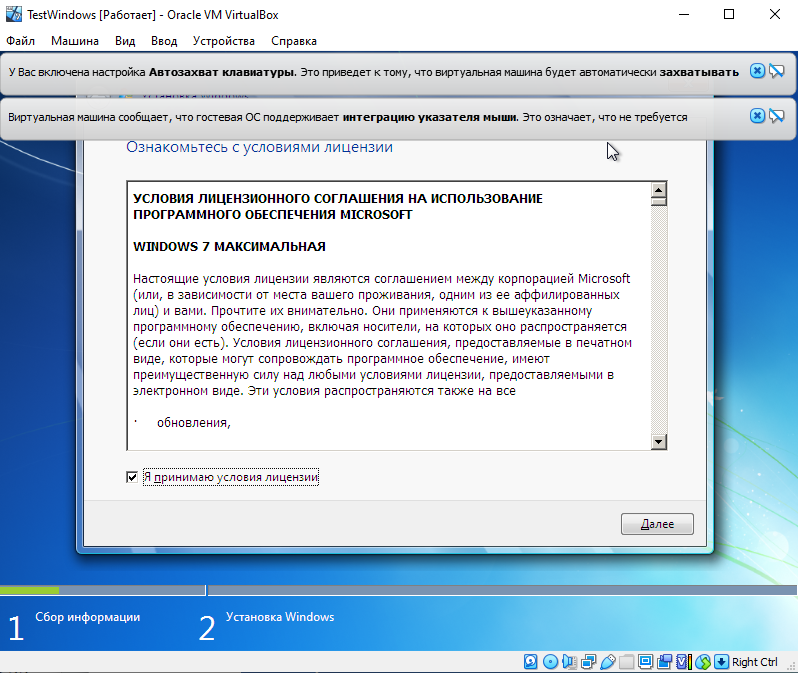 TestWindows [Работает] - Oracle VM VirtualBox
Файл Машина Вид Ввод Устройства Справка
У Вас включена настройка Автозахват клавиатуры. Это приведет к тому, что виртуальная машина будет автоматически захватывать
Установка Windows
Виртуальная машина сообщает, что гостевая ОС поддерживает интеграцию указателя мыши. Это означает, что не требуется
Ознакомьтесь с условиями лицензии
УСЛОВИЯ ЛИЦЕНЗИОННОГО СОГЛАШЕНИЯ НА ИСПОЛЬЗОВАНИЕ
ПРОГРАММНОГО ОБЕСПЕЧЕНИЯ MICROSOFT
WINDOWS 7 МАКСИМАЛЬНАЯ
Настоящие условия лицензии являются соглашением между корпорацией Microsoft
(или, в зависимости от места вашего проживания, одним из ее аффилированных
лиц) и вами. Прочтите их внимательно. Они применяются к вышеуказанному
программному обеспечению, включая носители, на которых оно распространяется
(если они есть). Условия лицензионного соглашения, предоставляемые в печатном
виде, которые могут сопровождать программное обеспечение, имеют
преимущественную силу над любыми условиями лицензии, предоставляемыми в
электронном виде. Эти условия распространяются также на все
· обновления,
Я принимаю условия лицензии
Далее
1 Сбор информации
2 Установка Windows
Right Ctrl